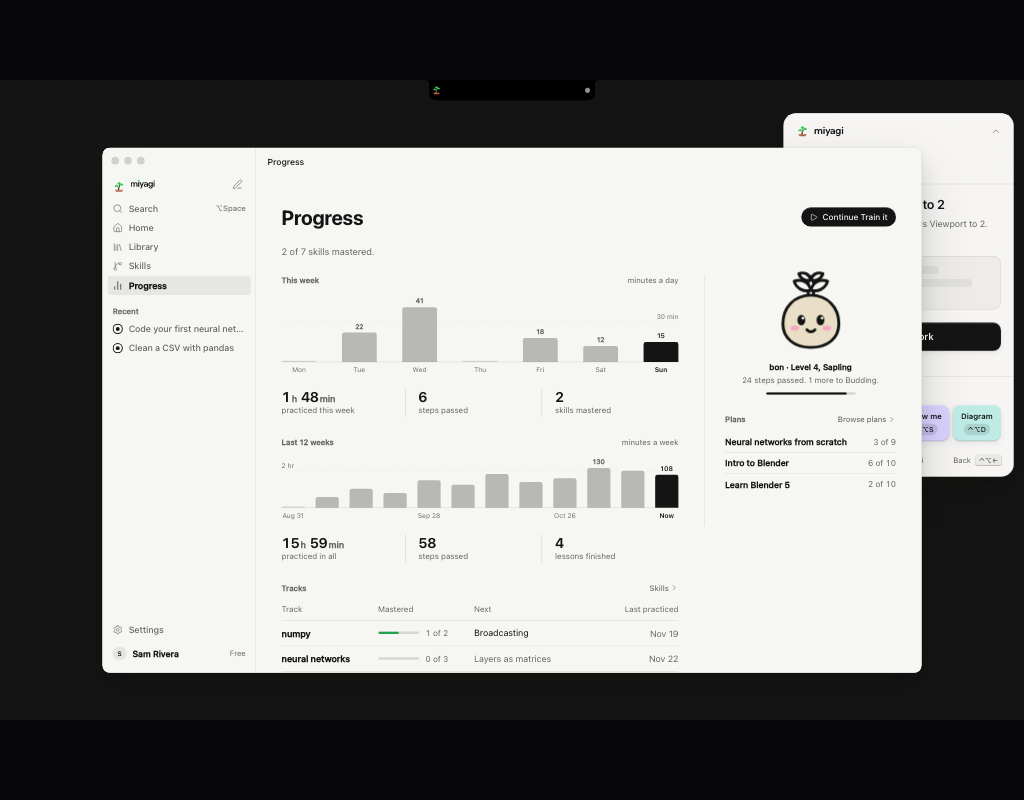 miyagi
Progress
miyagi
Search ⌥Space
Home
Library
Skills
Progress
Recent
Code your first neural net...
Clean a CSV with pandas
Settings
S Sam Rivera Free
Progress
Continue Train it
2 of 7 skills mastered.
This week minutes a day
30 min
22 41 18 12 15
Mon Tue Wed Thu Fri Sat Sun
1h 48min
practiced this week
6
steps passed
2
skills mastered
Last 12 weeks minutes a week
2 hr
130 108
Aug 31 Sep 28 Oct 26 Now
15h 59min
practiced in all
58
steps passed
4
lessons finished
Tracks Skills
Track Mastered Next Last practiced
numpy 1 of 2 Broadcasting Nov 19
neural networks 0 of 3 Layers as matrices Nov 22
bon · Level 4, Sapling
24 steps passed. 1 more to Budding.
Plans Browse plans
Neural networks from scratch 3 of 9
Intro to Blender 6 of 10
Learn Blender 5 2 of 10
to 2
Viewport to 2.
me Diagram
⌥S ^⌥D
Back ^⌥←